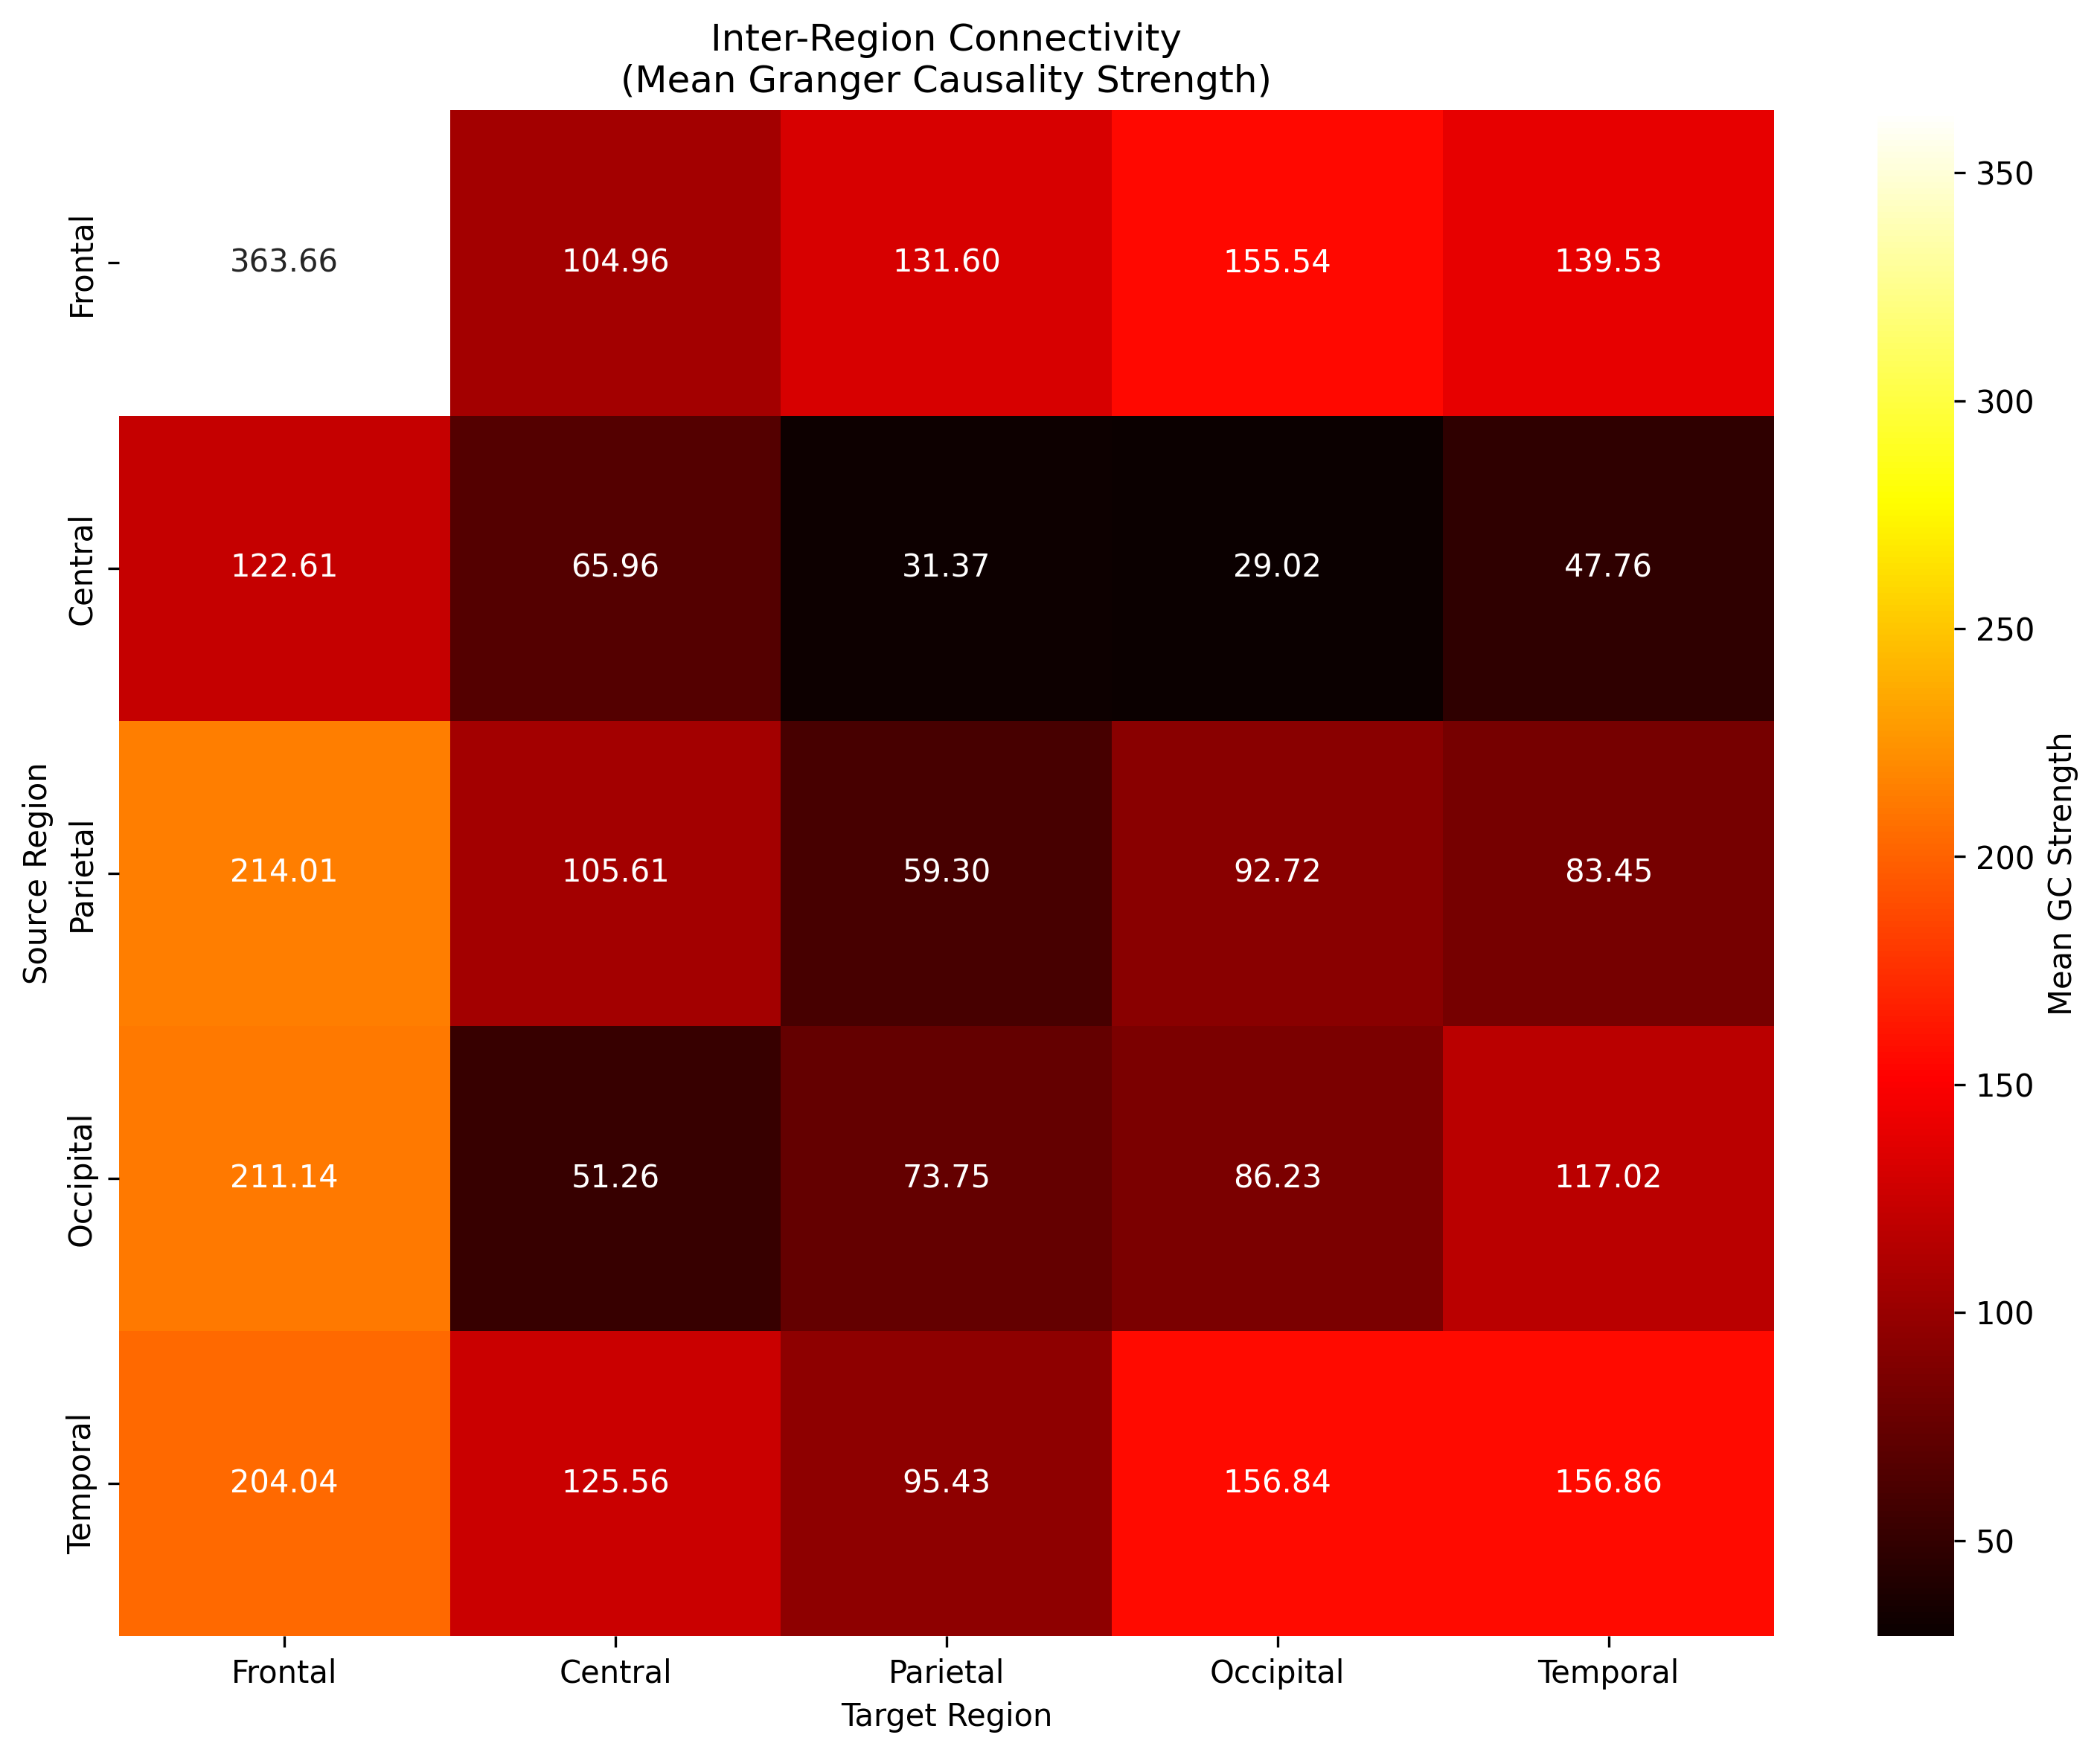 Inter-Region Connectivity
(Mean Granger Causality Strength)
Source Region
Frontal
363.66 104.96 131.60 155.54 139.53
Central
122.61 65.96 31.37 29.02 47.76
Parietal
214.01 105.61 59.30 92.72 83.45
Occipital
211.14 51.26 73.75 86.23 117.02
Temporal
204.04 125.56 95.43 156.84 156.86
Frontal Central Parietal Occipital Temporal
Target Region
350
300
250
200
150
100
50
Mean GC Strength